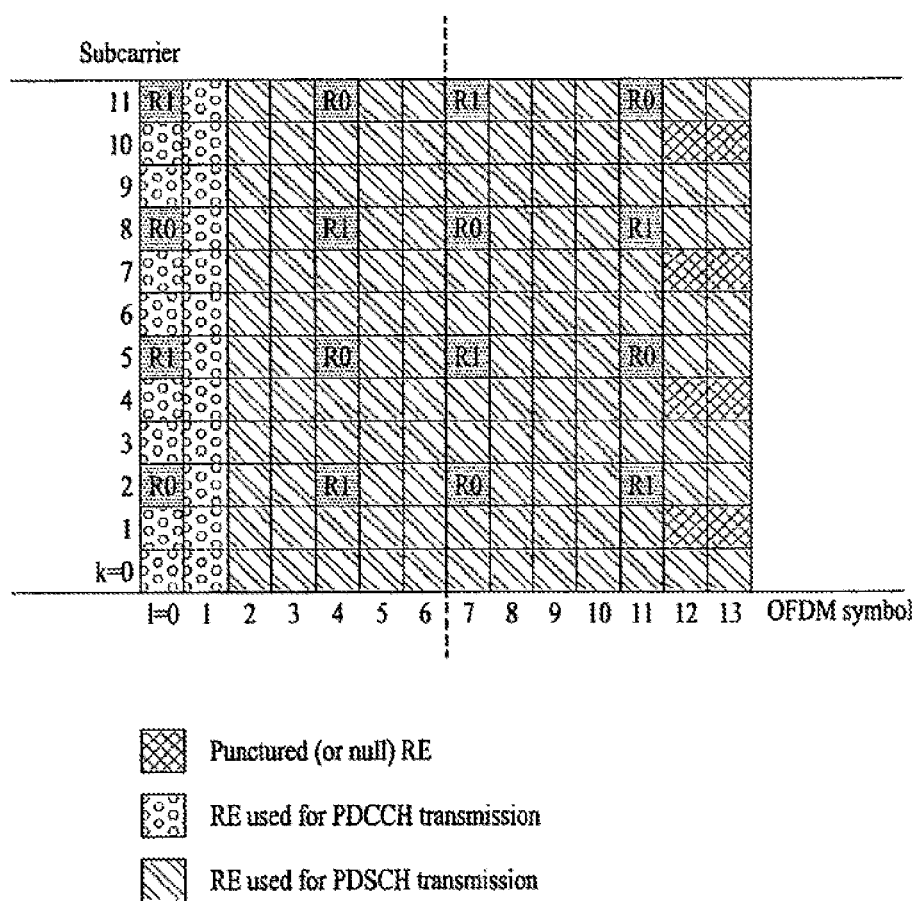 Subcarrier
11 R1 R0 R1 R0
10
9
8 R0 R1 R0 R1
7
6
5 R1 R0 R1 R0
4
3
2 R0 R1 R0 R1
1
k=0
l=0 1 2 3 4 5 6 7 8 9 10 11 12 13 OFDM symbol
Punctured (or null) RE
RE used for PDCCH transmission
RE used for PDSCH transmission